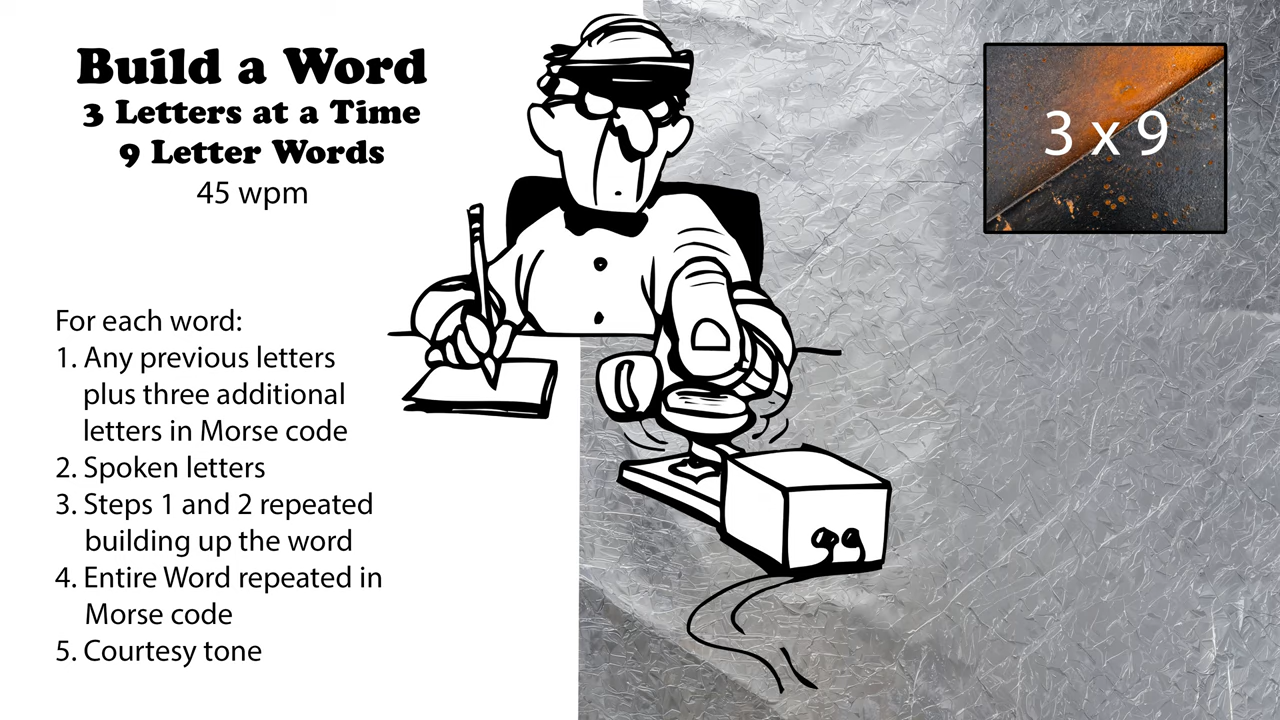 Build a Word
3 Letters at a Time
9 Letter Words
45 wpm
3 x 9
For each word:
1. Any previous letters
plus three additional
letters in Morse code
2. Spoken letters
3. Steps 1 and 2 repeated
building up the word
4. Entire Word repeated in
Morse code
5. Courtesy tone